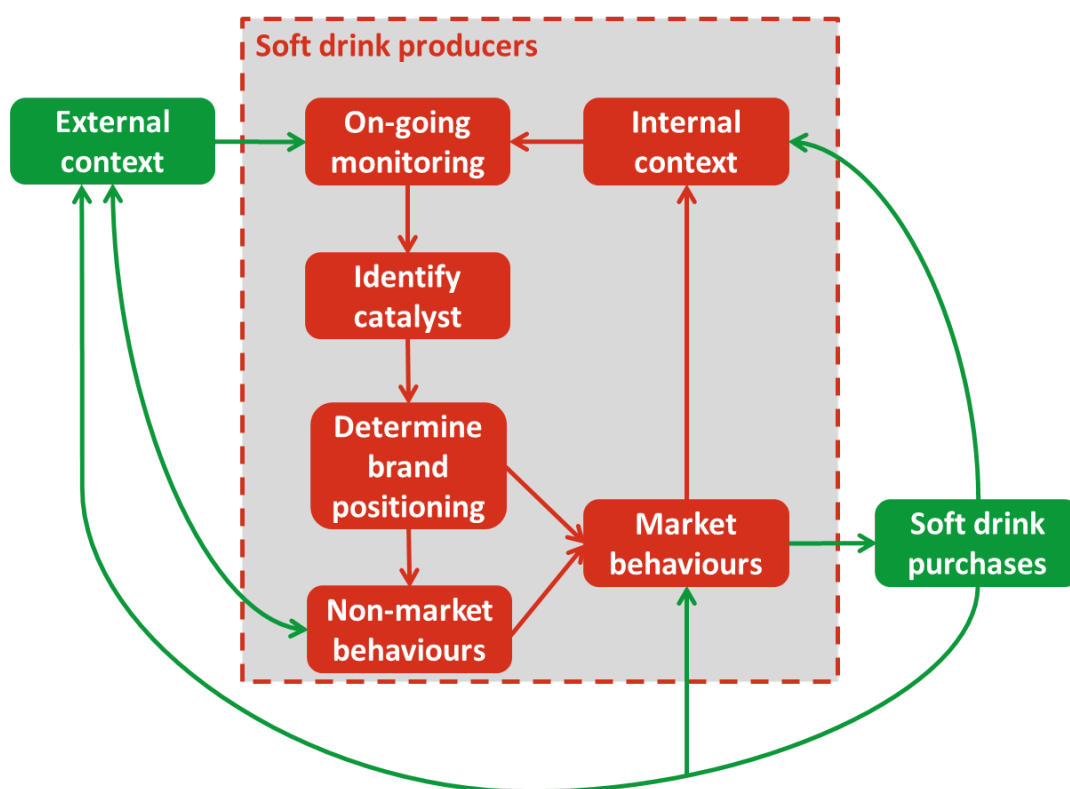 Soft drink producers
External
context
On-going
monitoring
Internal
context
Identify
catalyst
Determine
brand
positioning
Market
behaviours
Soft drink
purchases
Non-market
behaviours